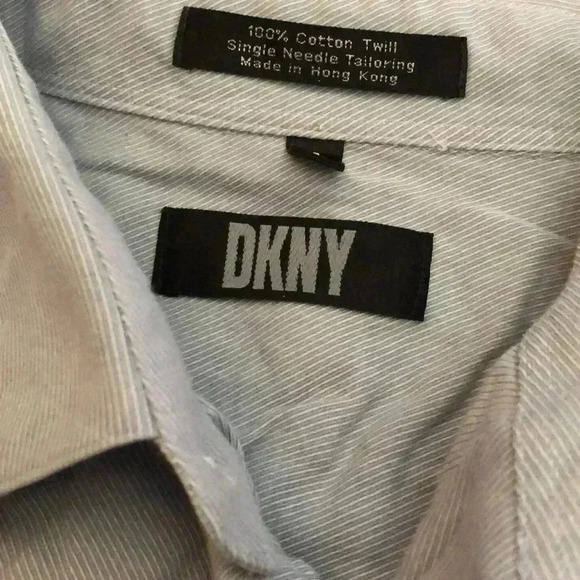 100% Cotton Twill
Single Needle Tailoring
Made in Hong Kong
DKNY